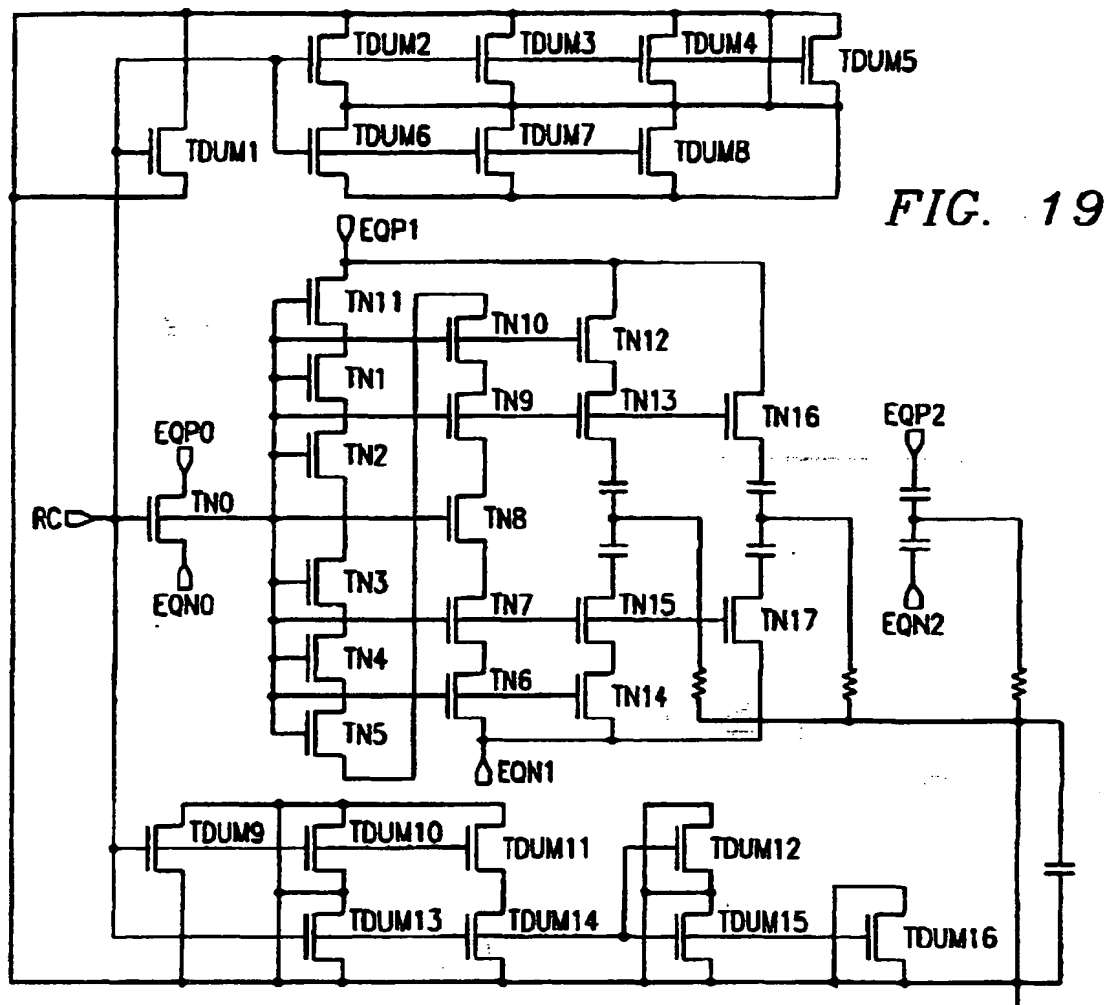 TDUM2 TDUM3 TDUM4 TDUM5
TDUM1 TDUM6 TDUM7 TDUM8
FIG. 19
EQP1
TN11
TN10 TN12
TN1
TN9 TN13 TN16
EQP0 EQP2
TN2
RC TN0 TN8
TN3
EQN0 TN7 TN15 TN17 EQN2
TN4
TN6 TN14
TN5
EQN1
TDUM9 TDUM10 TDUM11 TDUM12
TDUM13 TDUM14 TDUM15 TDUM16